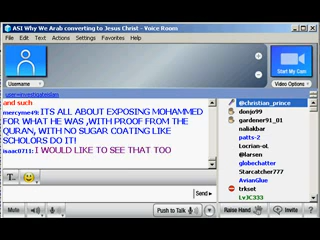 ASI Why We Arab converting to Jesus Christ - Voice Room
File Text Actions Settings Favorites Help
Username
Start My Cam
Video Options
user=investigateislam
and such
mercyme49: ITS ALL ABOUT EXPOSING MOHAMMED
FOR WHAT HE WAS ,WITH PROOF FROM THE
QURAN, WITH NO SUGAR COATING LIKE
SCHOLORS DO IT!
isaac0711: I WOULD LIKE TO SEE THAT TOO
@christian_prince
donjo99
gardener91_01
naliakbar
patts-2
Locrian-oL
@larsen
globechatter
Starcatcher777
AvianGlue
trkset
LvJC333
T...
Send
Mute
Push to Talk
Raise Hand
Invite